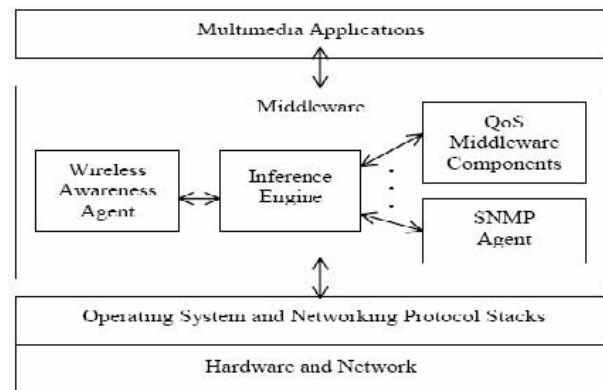 Multimedia Applications
Middleware
QoS
Middleware
Components
Wireless
Awareness
Agent
Inference
Engine
SNMP
Agent
Operating System and Networking Protocol Stacks
Hardware and Network